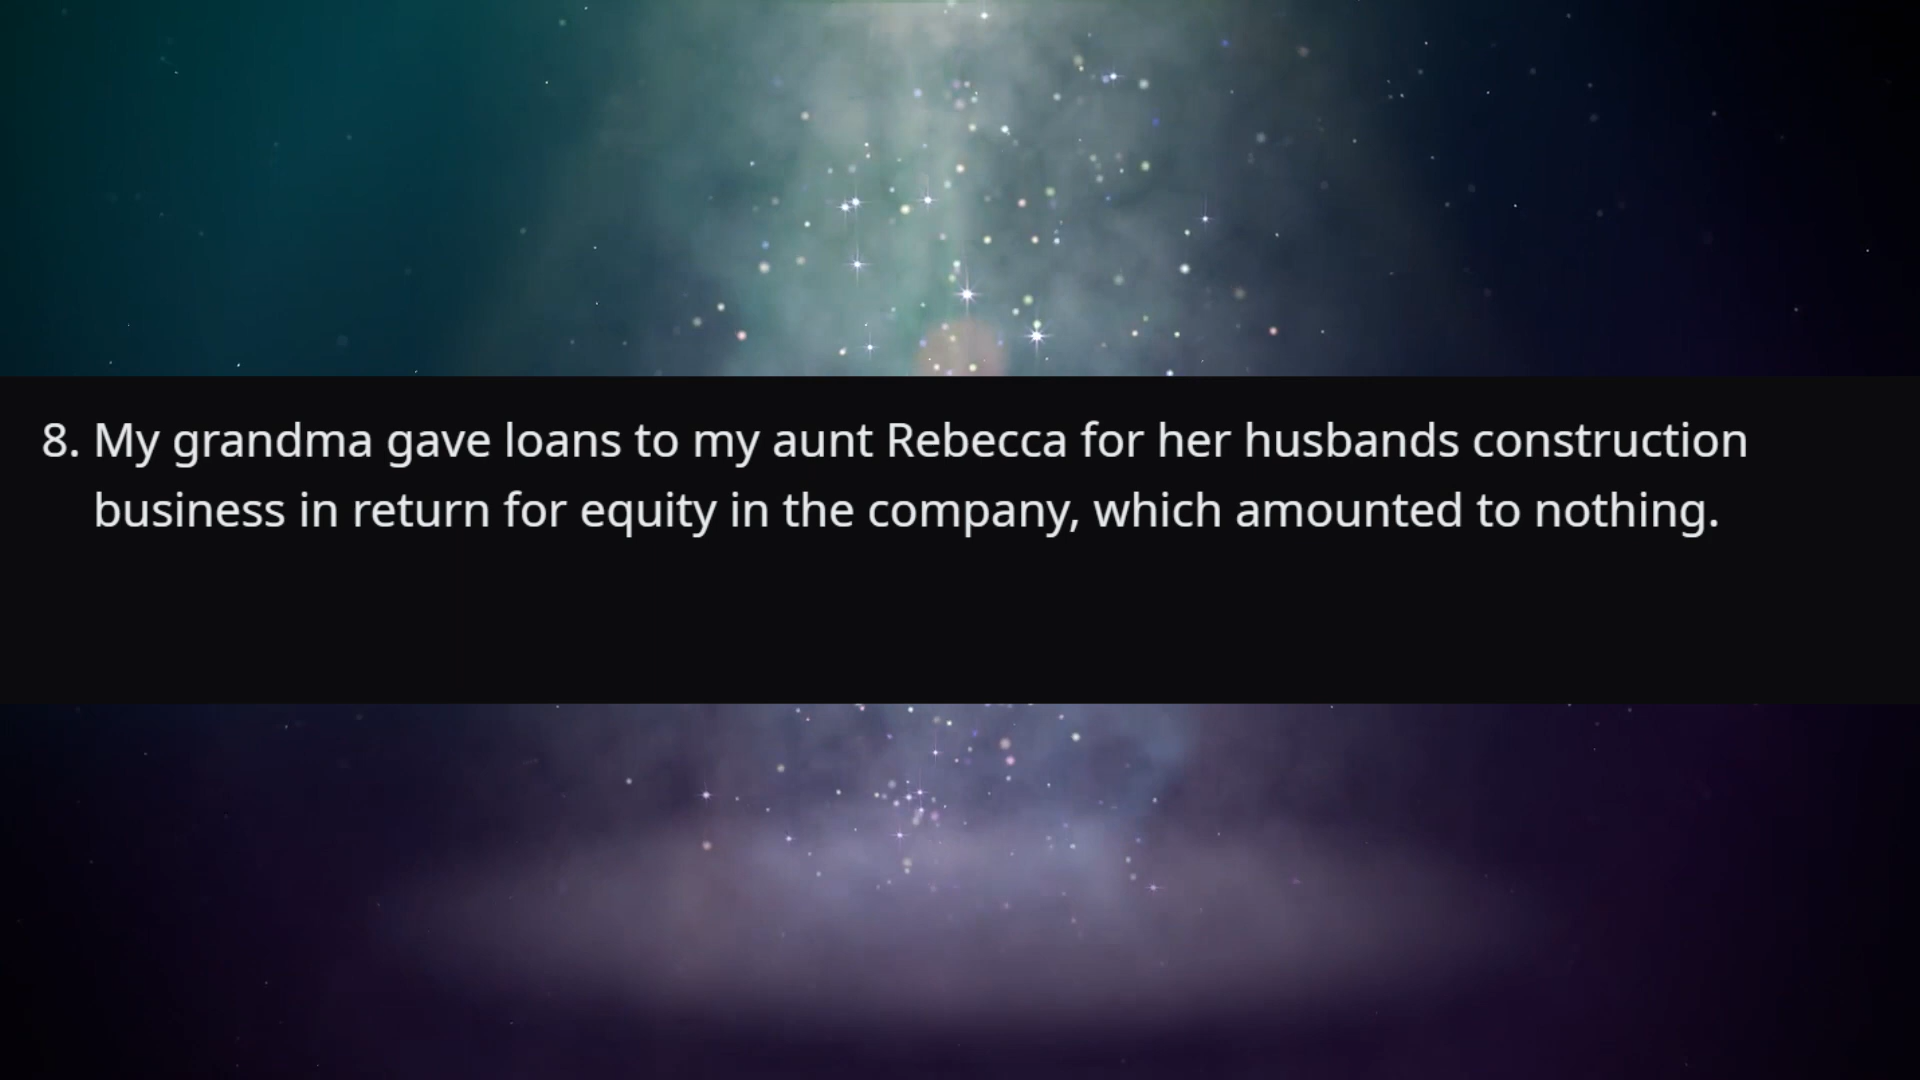 8. My grandma gave loans to my aunt Rebecca for her husbands construction
business in return for equity in the company, which amounted to nothing.